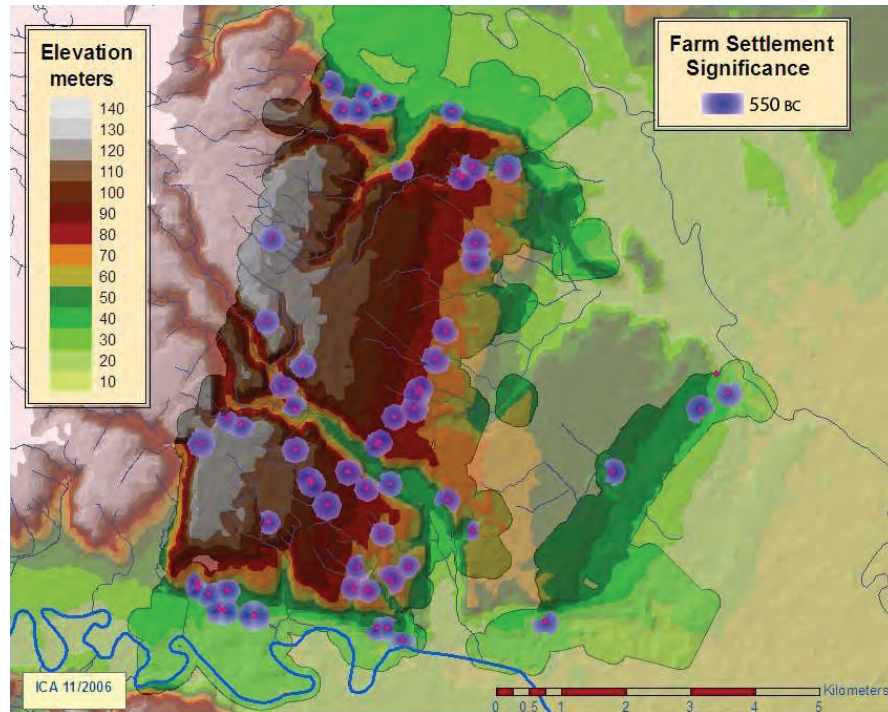 Elevation
meters
140
130
120
110
100
90
80
70
60
50
40
30
20
10
Farm Settlement
Significance
550 BC
ICA 11/2006
Kilometers
0 0.5 1 2 3 4 5